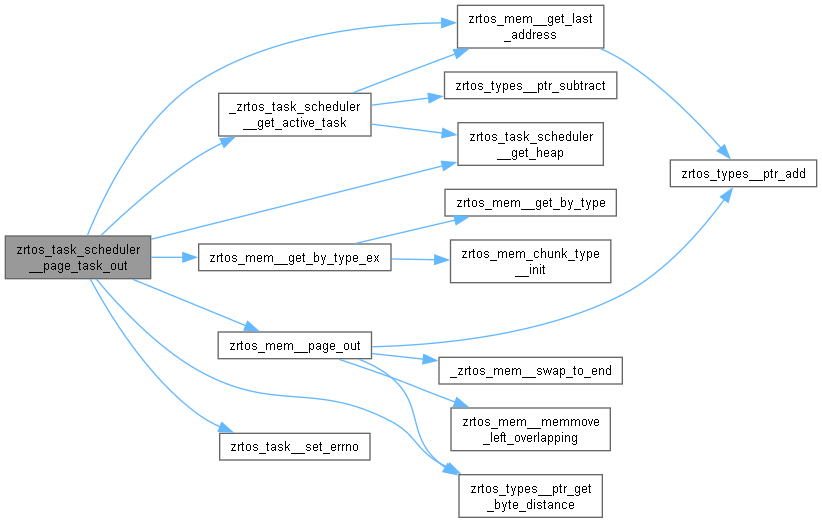 zrtos_mem__get_last
_address
zrtos_types__ptr_subtract
_zrtos_task_scheduler
__get_active_task
zrtos_task_scheduler
__get_heap
zrtos_types__ptr_add
zrtos_mem__get_by_type
zrtos_task_scheduler
__page_task_out
zrtos_mem__get_by_type_ex
zrtos_mem_chunk_type
__init
zrtos_mem__page_out
_zrtos_mem__swap_to_end
zrtos_mem__memmove
_left_overlapping
zrtos_task__set_errno
zrtos_types__ptr_get
_byte_distance